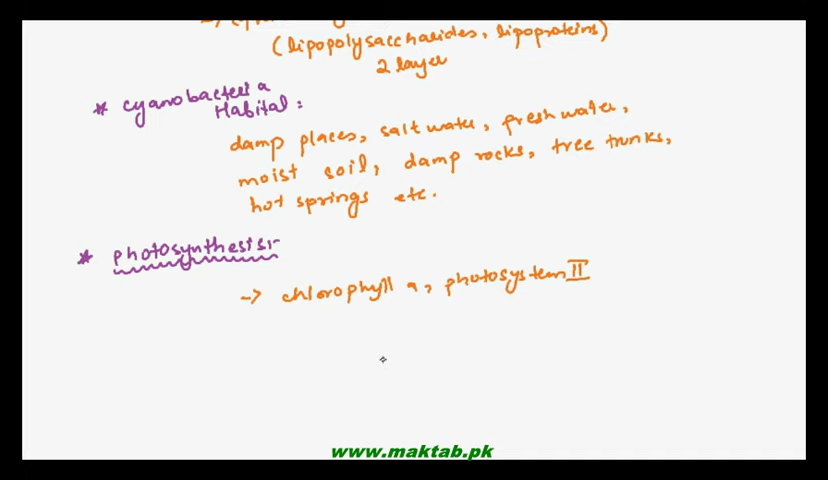 (lipopolysaccharides, lipoproteins)
2 layer
* cyanobacteria
Habital:
damp places, salt water, fresh water,
moist soil, damp rocks, tree trunks,
hot springs etc.
* photosynthesis:-
-> chlorophyll a, photosystem II
www.maktab.pk